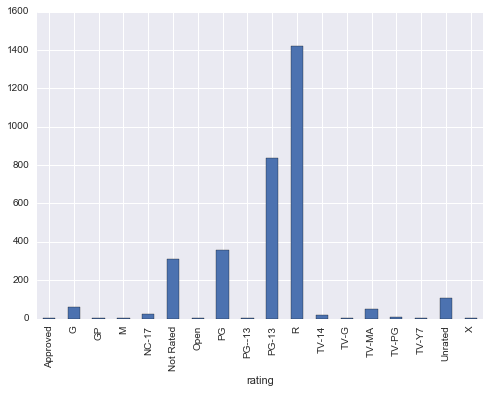 1600
1400
1200
1000
800
600
400
200
0
Approved
G
GP
M
NC-17
Not Rated
Open
PG
PG--13
PG-13
R
TV-14
TV-G
TV-MA
TV-PG
TV-Y7
Unrated
X
rating